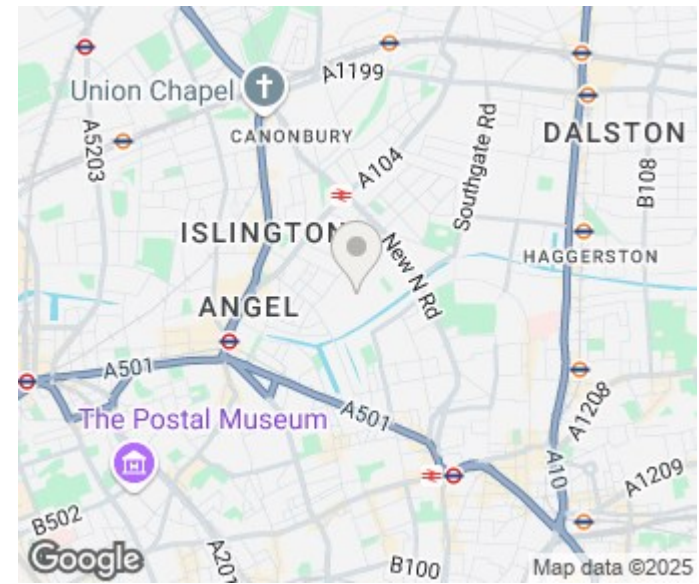 A1199
Union Chapel
CANONBURY
DALSTON
A5203
A104
Southgate Rd
B108
ISLINGTON
New N Rd
HAGGERSTON
ANGEL
A501
A501
A1208
The Postal Museum
A10
A1209
B502
A201
B100
Google
Map data ©2025